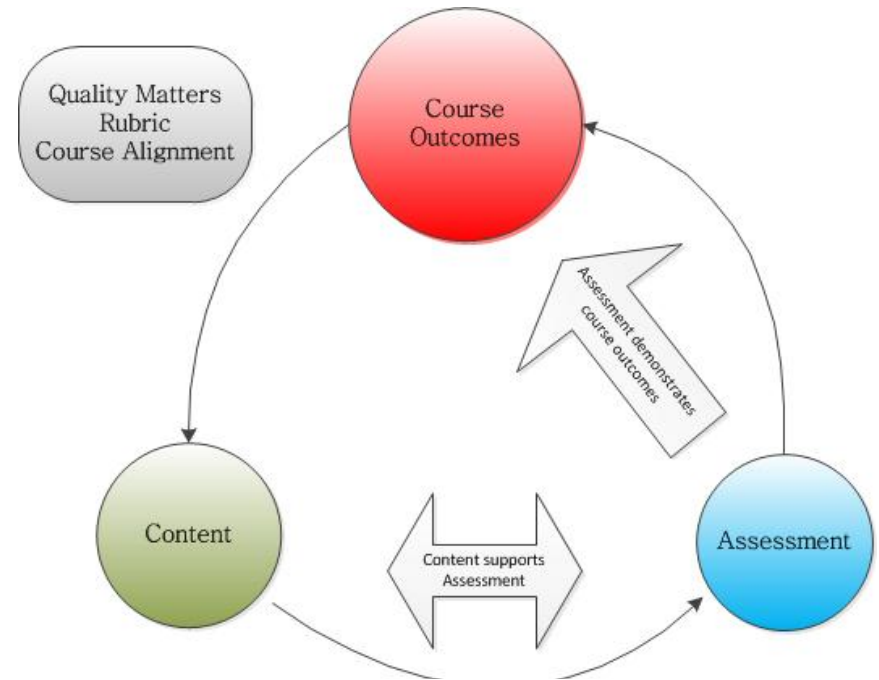 Quality Matters
Rubric
Course Alignment
Course
Outcomes
Assessment demonstrates
course outcomes
Content
Content supports
Assessment
Assessment